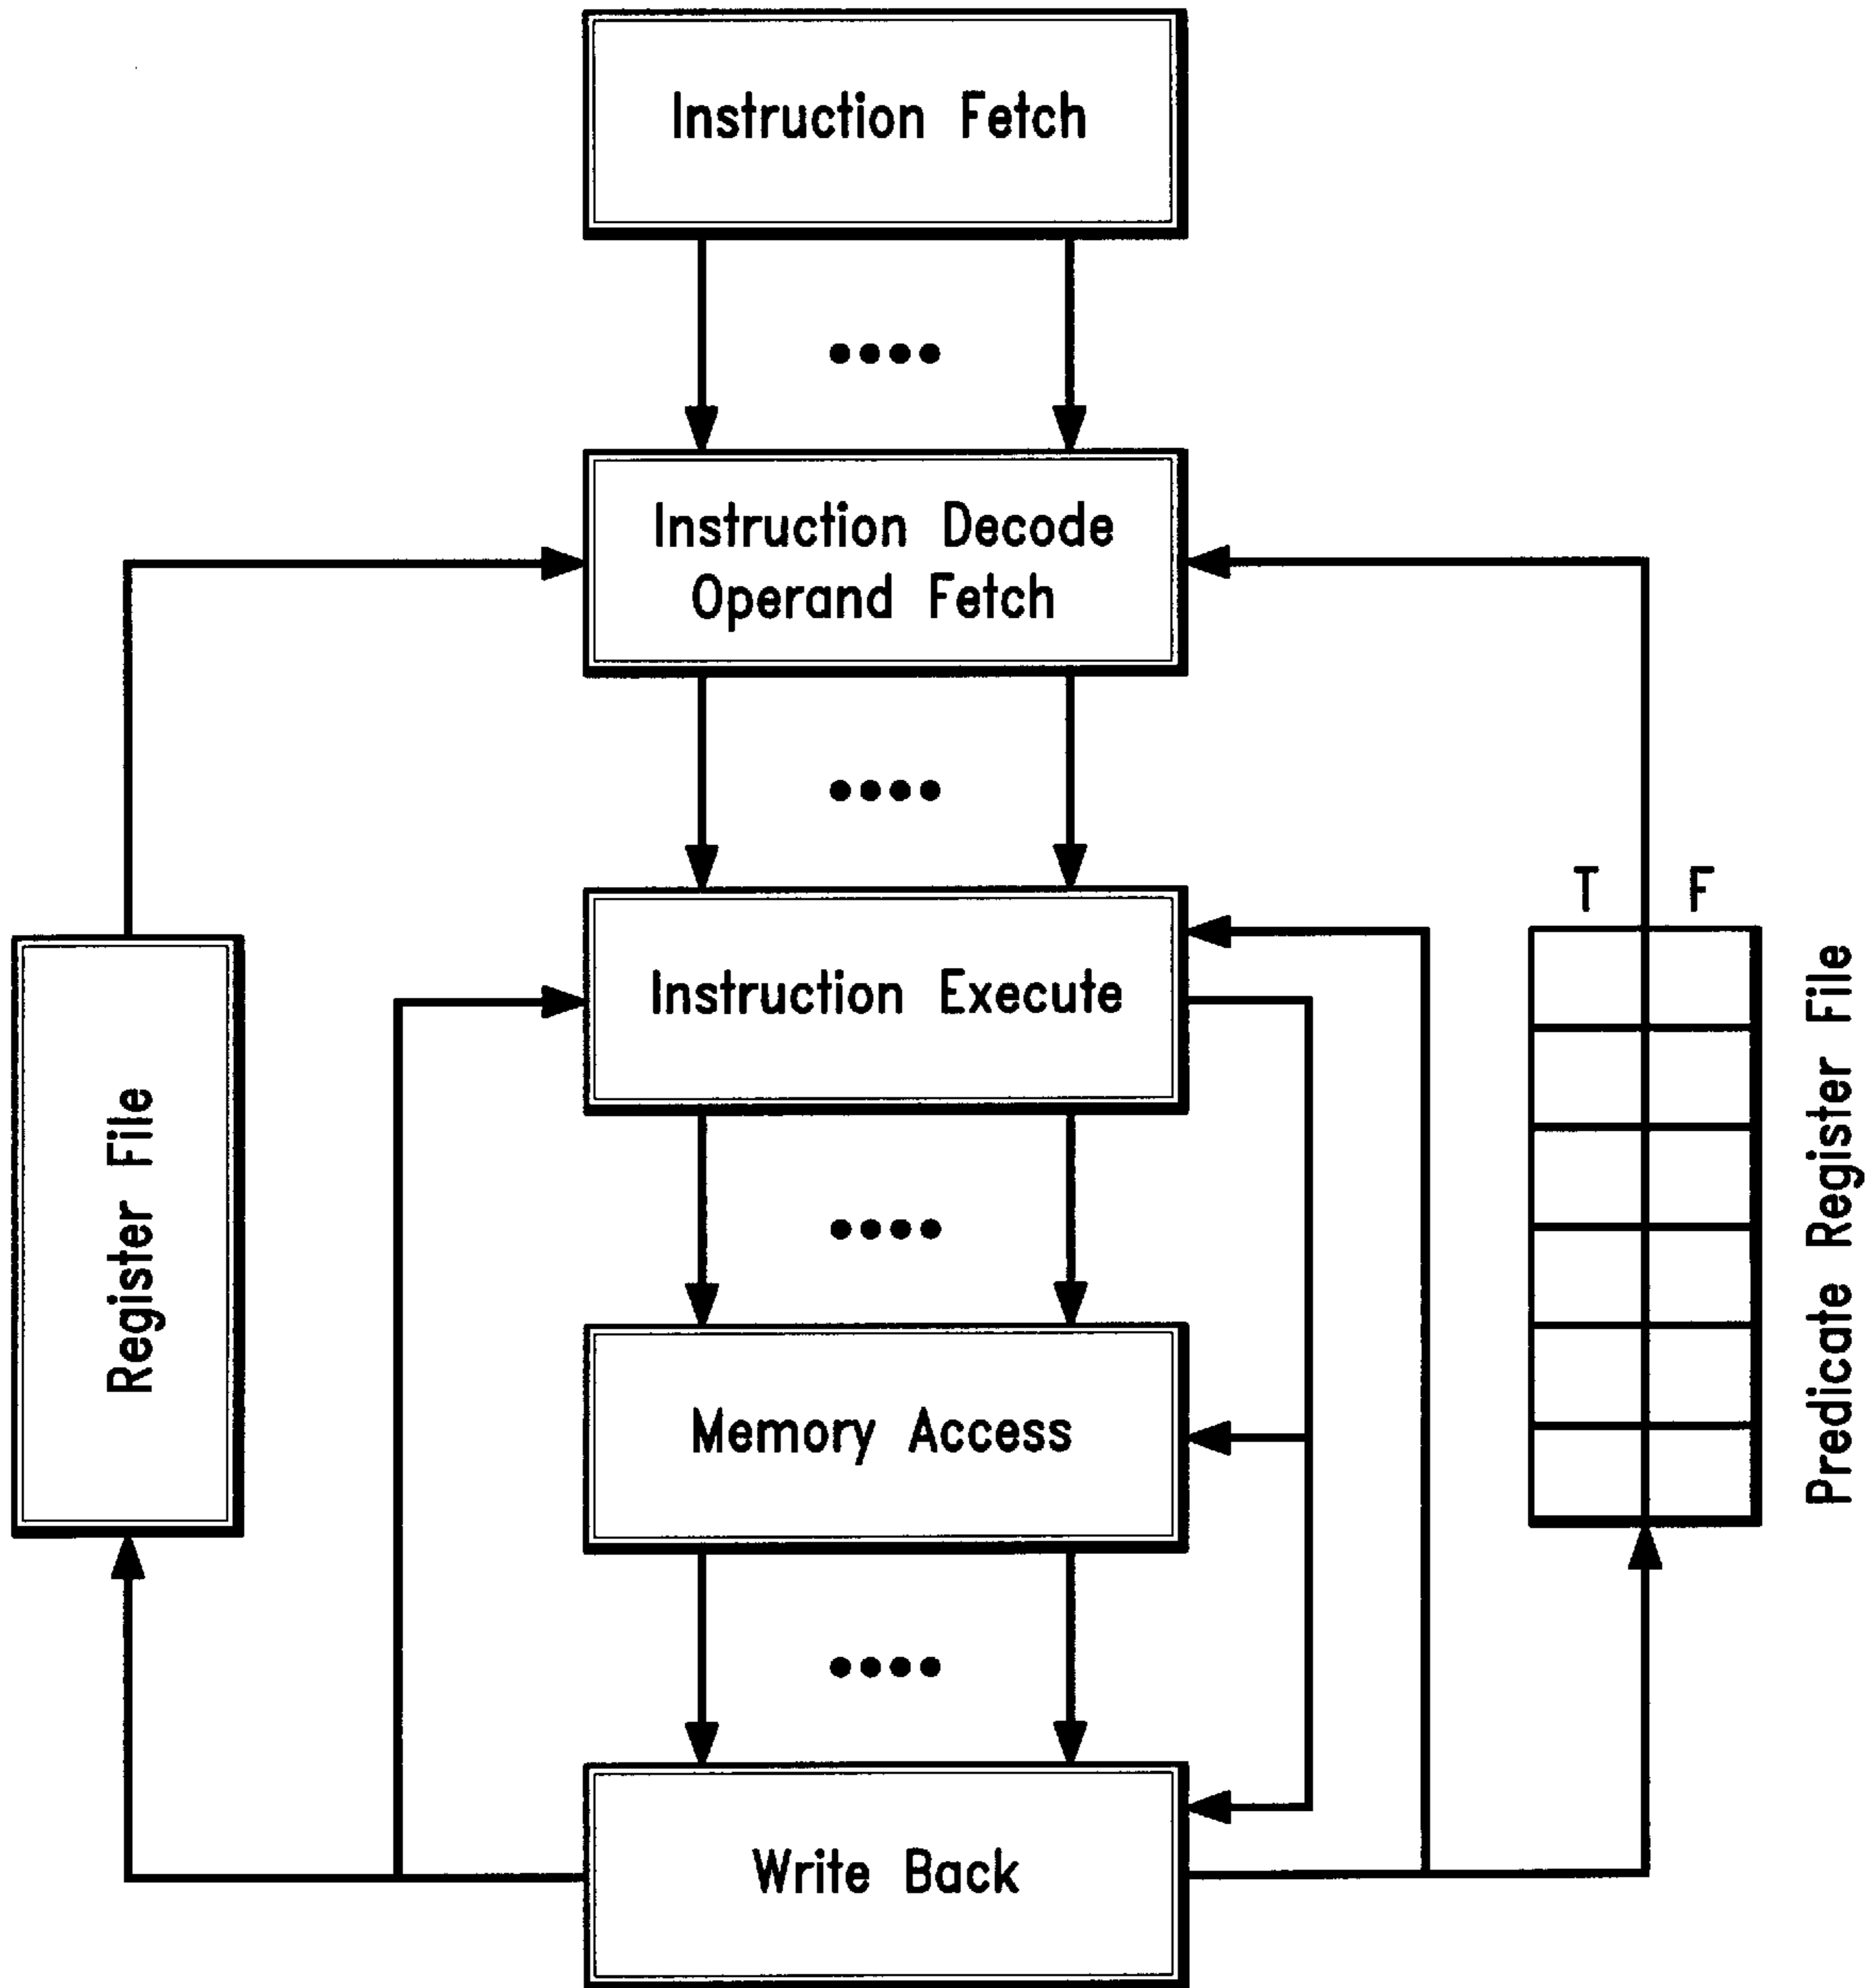 Instruction Fetch
Instruction Decode
Operand Fetch
T F
Instruction Execute
Register File
Predicate Register File
Memory Access
Write Back